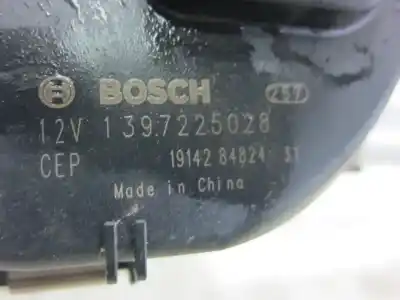 BOSCH
12V 1397225028
CEP 19142 84824 31
Made in China